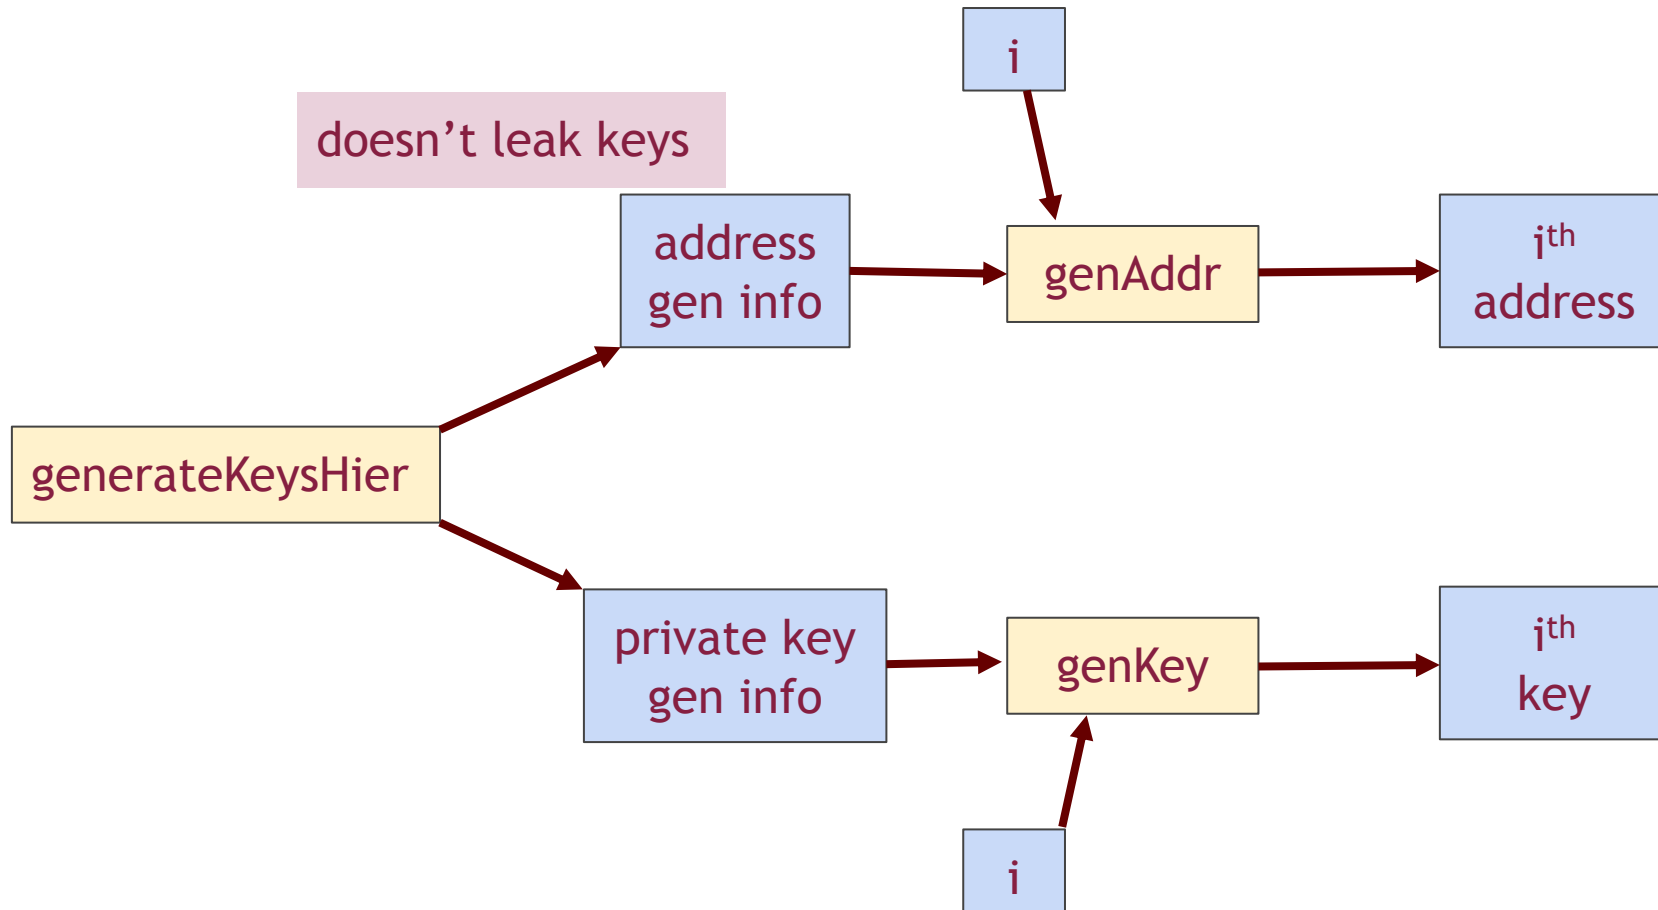 i
doesn’t leak keys
address
gen info
genAddr
iᵗʰ
address
generateKeysHier
private key
gen info
genKey
iᵗʰ
key
i